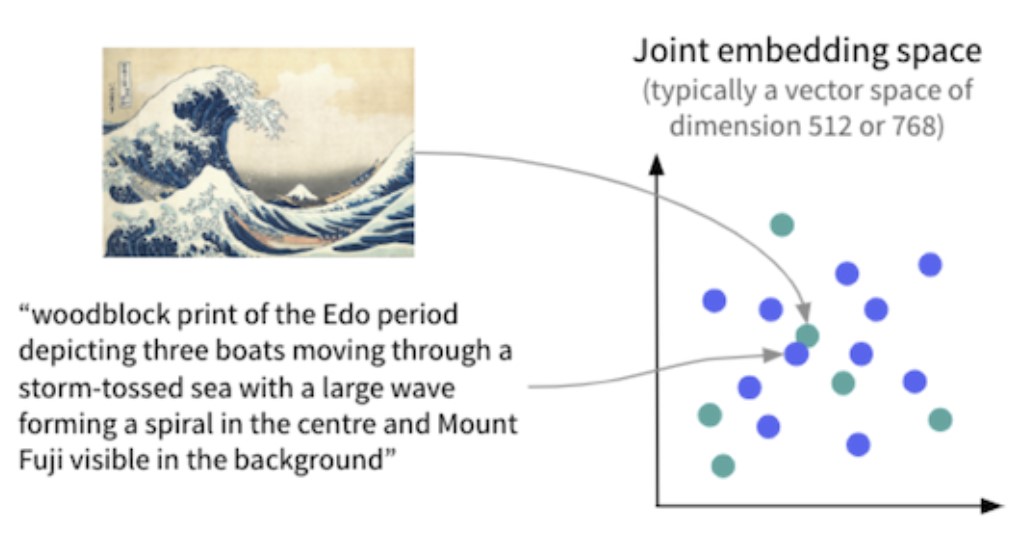 Joint embedding space
(typically a vector space of
dimension 512 or 768)
“woodblock print of the Edo period
depicting three boats moving through a
storm-tossed sea with a large wave
forming a spiral in the centre and Mount
Fuji visible in the background”